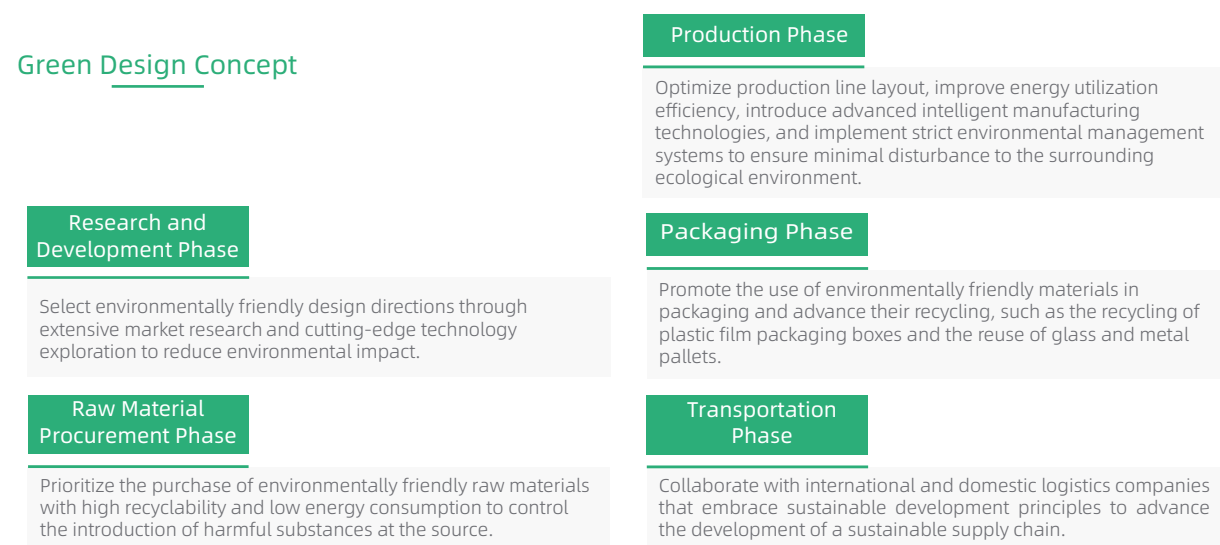 Green Design Concept
Research and
Development Phase
Select environmentally friendly design directions through
extensive market research and cutting-edge technology
exploration to reduce environmental impact.
Raw Material
Procurement Phase
Prioritize the purchase of environmentally friendly raw materials
with high recyclability and low energy consumption to control
the introduction of harmful substances at the source.
Production Phase
Optimize production line layout, improve energy utilization
efficiency, introduce advanced intelligent manufacturing
technologies, and implement strict environmental management
systems to ensure minimal disturbance to the surrounding
ecological environment.
Packaging Phase
Promote the use of environmentally friendly materials in
packaging and advance their recycling, such as the recycling of
plastic film packaging boxes and the reuse of glass and metal
pallets.
Transportation
Phase
Collaborate with international and domestic logistics companies
that embrace sustainable development principles to advance
the development of a sustainable supply chain.